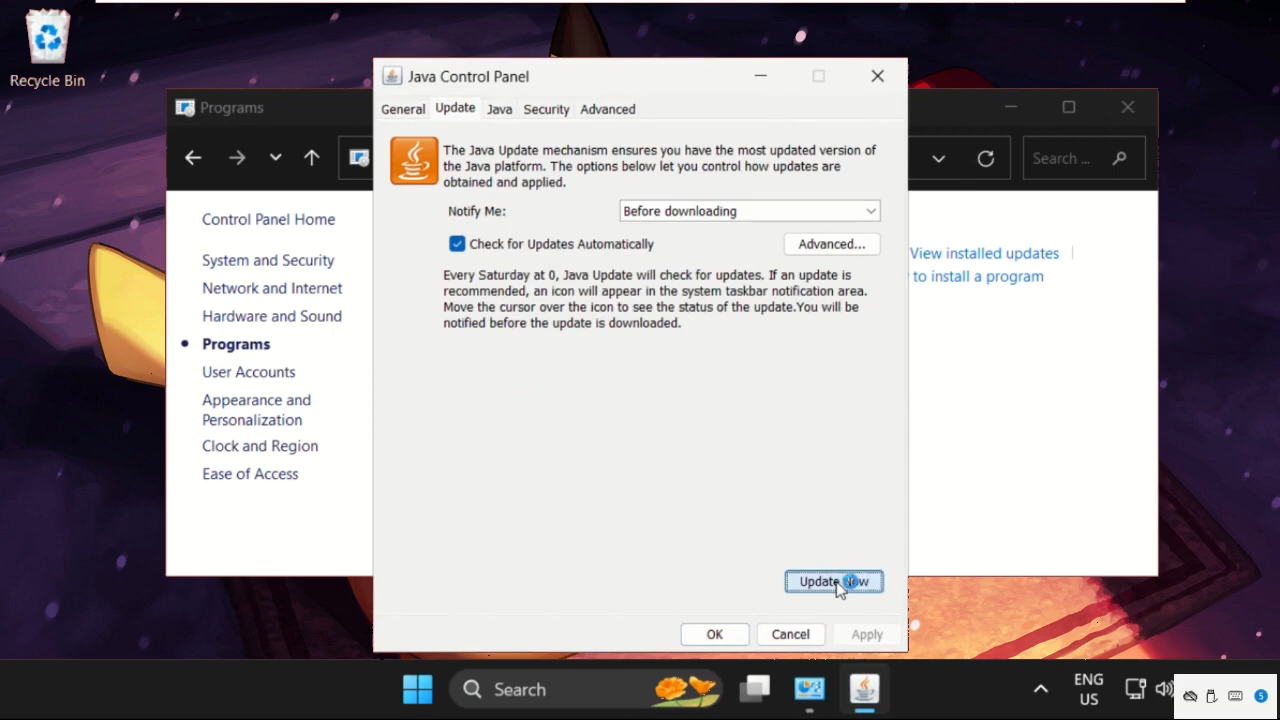 Recycle Bin
Programs
Search ...
Control Panel Home
System and Security
Network and Internet
Hardware and Sound
Programs
User Accounts
Appearance and
Personalization
Clock and Region
Ease of Access
View installed updates
to install a program
Java Control Panel
General Update Java Security Advanced
The Java Update mechanism ensures you have the most updated version of
the Java platform. The options below let you control how updates are
obtained and applied.
Notify Me: Before downloading
Check for Updates Automatically Advanced...
Every Saturday at 0, Java Update will check for updates. If an update is
recommended, an icon will appear in the system taskbar notification area.
Move the cursor over the icon to see the status of the update.You will be
notified before the update is downloaded.
Update Now
OK Cancel Apply
Search
ENG
US
5